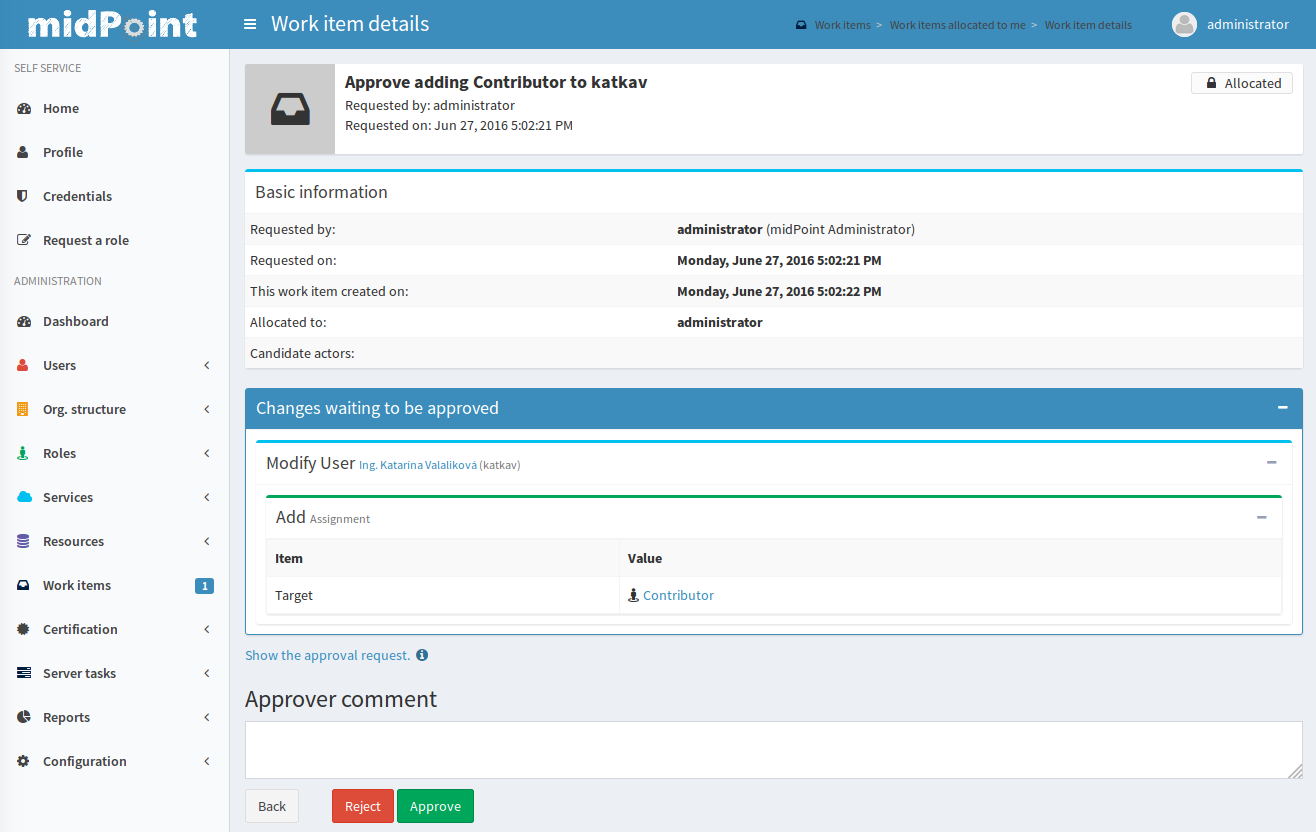 midPoint
Work item details
Work items > Work items allocated to me > Work item details
administrator
SELF SERVICE
Home
Profile
Credentials
Request a role
ADMINISTRATION
Dashboard
Users
Org. structure
Roles
Services
Resources
Work items 1
Certification
Server tasks
Reports
Configuration
Approve adding Contributor to katkav
Requested by: administrator
Requested on: Jun 27, 2016 5:02:21 PM
Allocated
Basic information
Requested by: administrator (midPoint Administrator)
Requested on: Monday, June 27, 2016 5:02:21 PM
This work item created on: Monday, June 27, 2016 5:02:22 PM
Allocated to: administrator
Candidate actors:
Changes waiting to be approved
Modify User Ing. Katarína Valalíková (katkav)
Add Assignment
Item Value
Target Contributor
Show the approval request.
Approver comment
Back Reject Approve